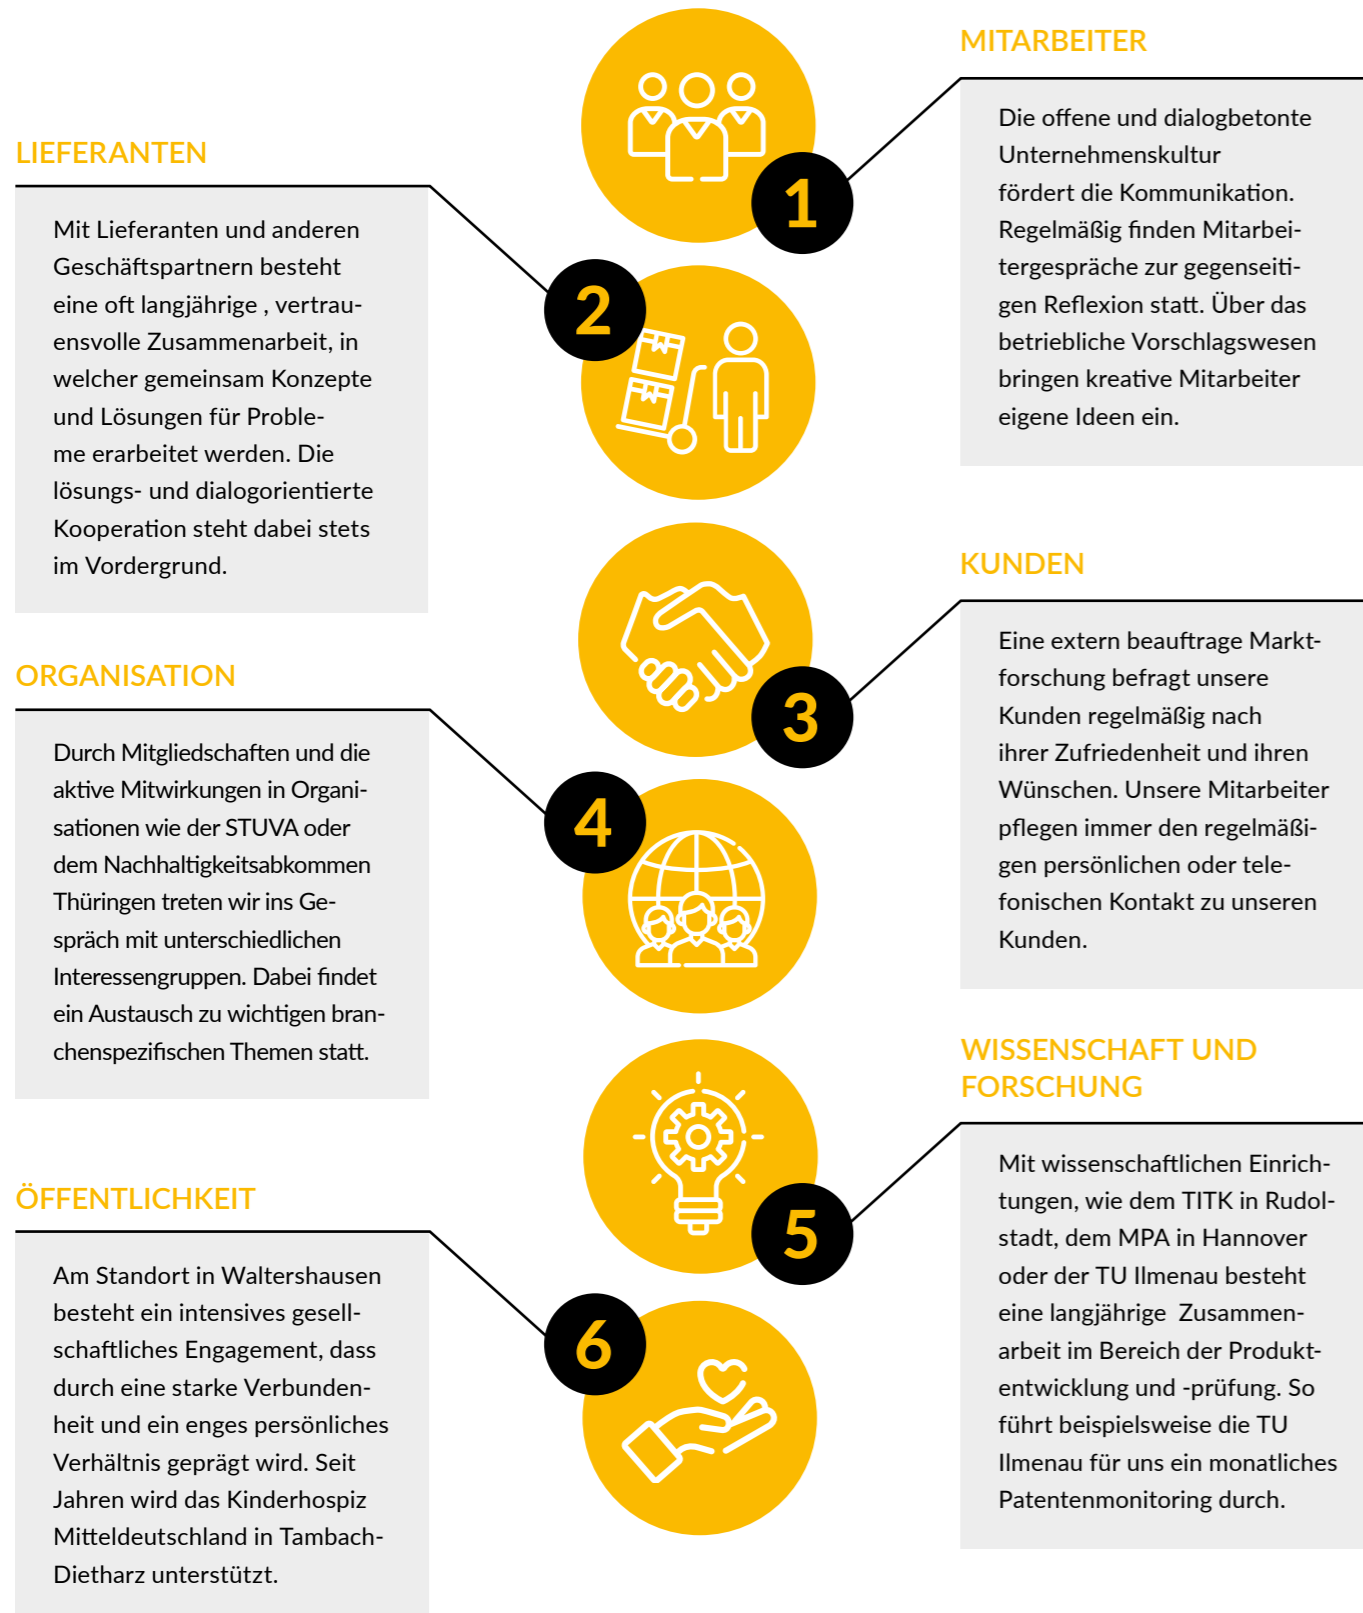 MITARBEITER
1
Die offene und dialogbetonte
Unternehmenskultur
fördert die Kommunikation.
Regelmäßig finden Mitarbei-
tergespräche zur gegenseiti-
gen Reflexion statt. Über das
betriebliche Vorschlagswesen
bringen kreative Mitarbeiter
eigene Ideen ein.
LIEFERANTEN
2
Mit Lieferanten und anderen
Geschäftspartnern besteht
eine oft langjährige , vertrau-
ensvolle Zusammenarbeit, in
welcher gemeinsam Konzepte
und Lösungen für Proble-
me erarbeitet werden. Die
lösungs- und dialogorientierte
Kooperation steht dabei stets
im Vordergrund.
KUNDEN
3
Eine extern beauftrage Markt-
forschung befragt unsere
Kunden regelmäßig nach
ihrer Zufriedenheit und ihren
Wünschen. Unsere Mitarbeiter
pflegen immer den regelmäßi-
gen persönlichen oder tele-
fonischen Kontakt zu unseren
Kunden.
ORGANISATION
4
Durch Mitgliedschaften und die
aktive Mitwirkungen in Organi-
sationen wie der STUVA oder
dem Nachhaltigkeitsabkommen
Thüringen treten wir ins Ge-
spräch mit unterschiedlichen
Interessengruppen. Dabei findet
ein Austausch zu wichtigen bran-
chenspezifischen Themen statt.
WISSENSCHAFT UND
FORSCHUNG
5
Mit wissenschaftlichen Einrich-
tungen, wie dem TITK in Rudol-
stadt, dem MPA in Hannover
oder der TU Ilmenau besteht
eine langjährige  Zusammen-
arbeit im Bereich der Produkt-
entwicklung und -prüfung. So
führt beispielsweise die TU
Ilmenau für uns ein monatliches
Patentenmonitoring durch.
ÖFFENTLICHKEIT
6
Am Standort in Waltershausen
besteht ein intensives gesell-
schaftliches Engagement, dass
durch eine starke Verbunden-
heit und ein enges persönliches
Verhältnis geprägt wird. Seit
Jahren wird das Kinderhospiz
Mitteldeutschland in Tambach-
Dietharz unterstützt.